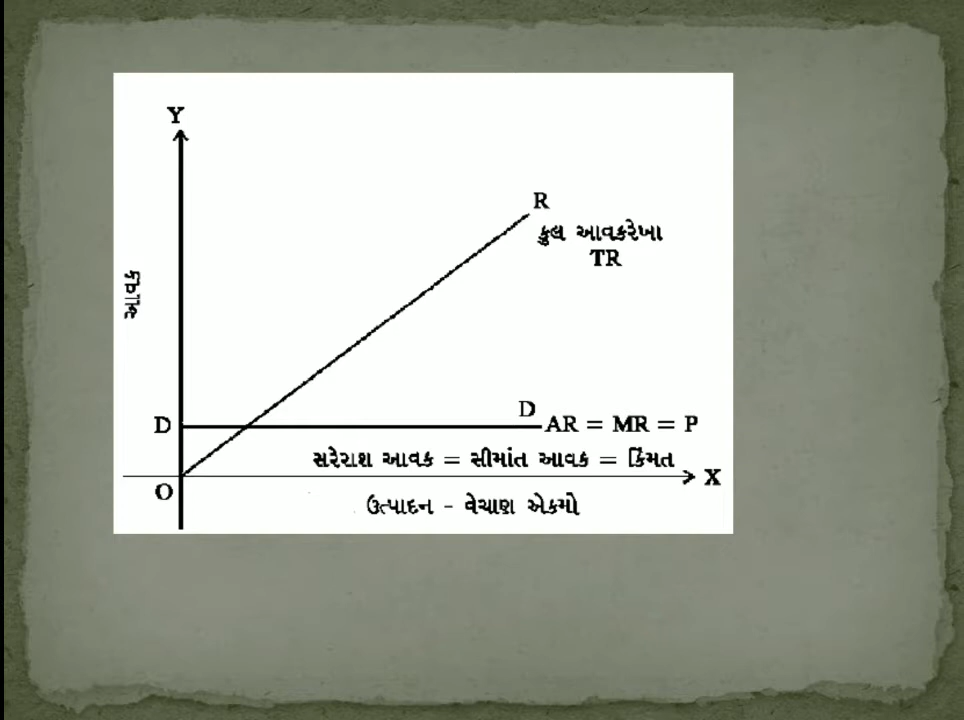 Y
R
કુલ આવકરેખા
TR
આવક
D
D
AR = MR = P
સરેરાશ આવક = સીમાંત આવક = કિંમત
X
O
ઉત્પાદન - વેચાણ એકમો